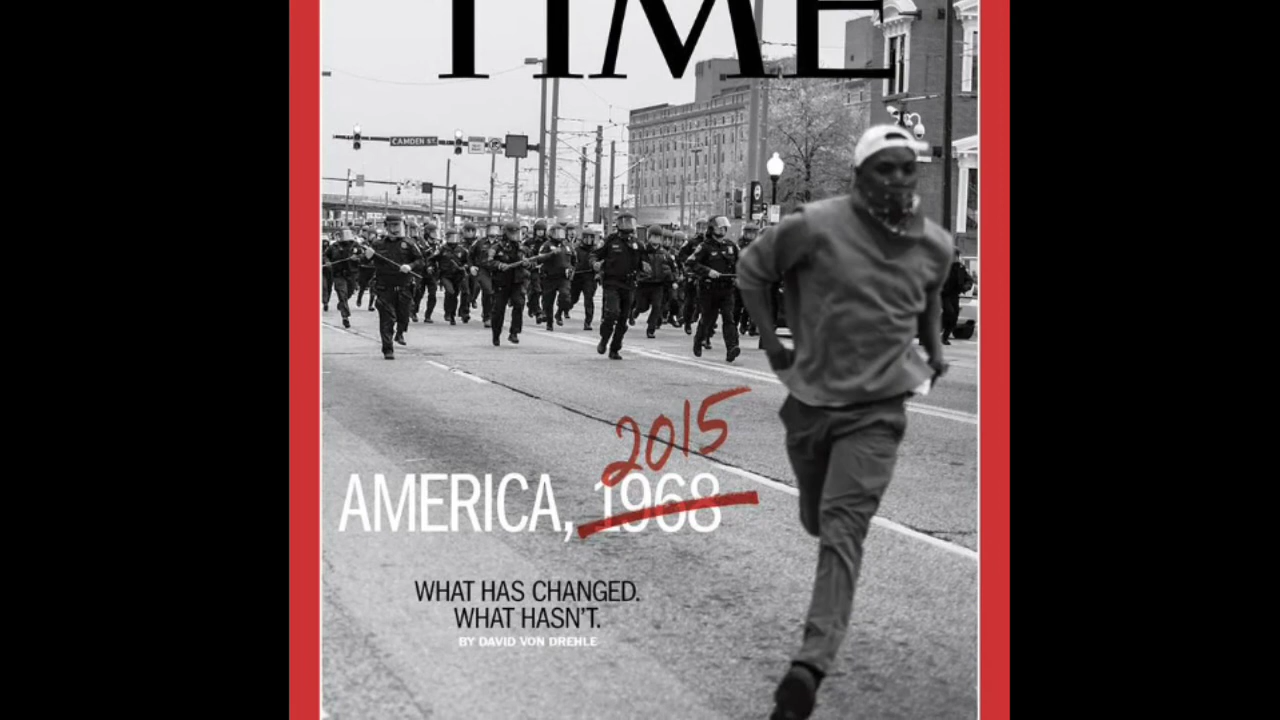 TIME
CAMDEN ST
2015
AMERICA, 1968
WHAT HAS CHANGED.
WHAT HASN'T.
BY DAVID VON DREHLE